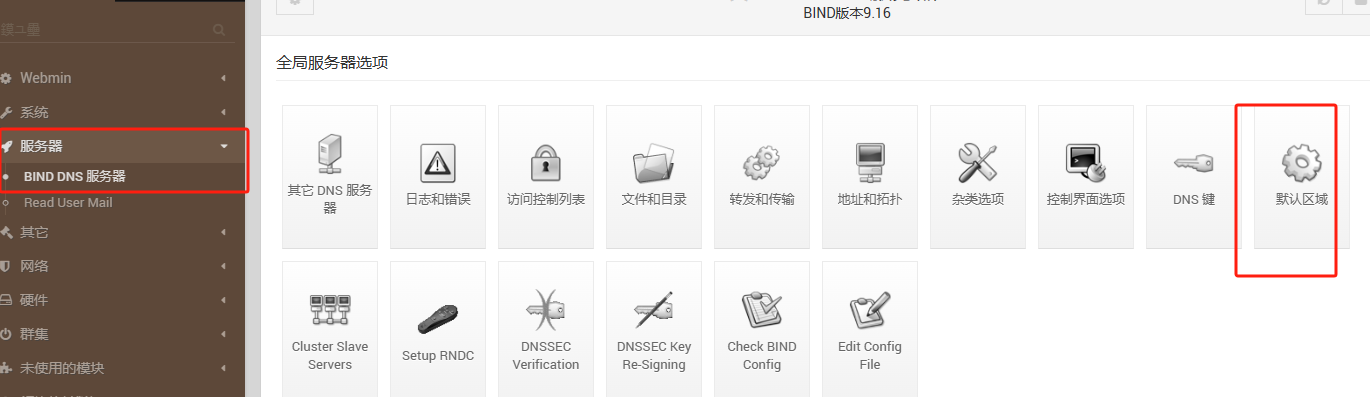 BIND版本9.16
全局服务器选项
Webmin
系统
服务器
BIND DNS 服务器
Read User Mail
其它
网络
硬件
群集
未使用的模块
其它 DNS 服务
器
日志和错误
访问控制列表
文件和目录
转发和传输
地址和拓扑
杂类选项
控制界面选项
DNS 键
默认区域
Cluster Slave
Servers
Setup RNDC
DNSSEC
Verification
DNSSEC Key
Re-Signing
Check BIND
Config
Edit Config
File